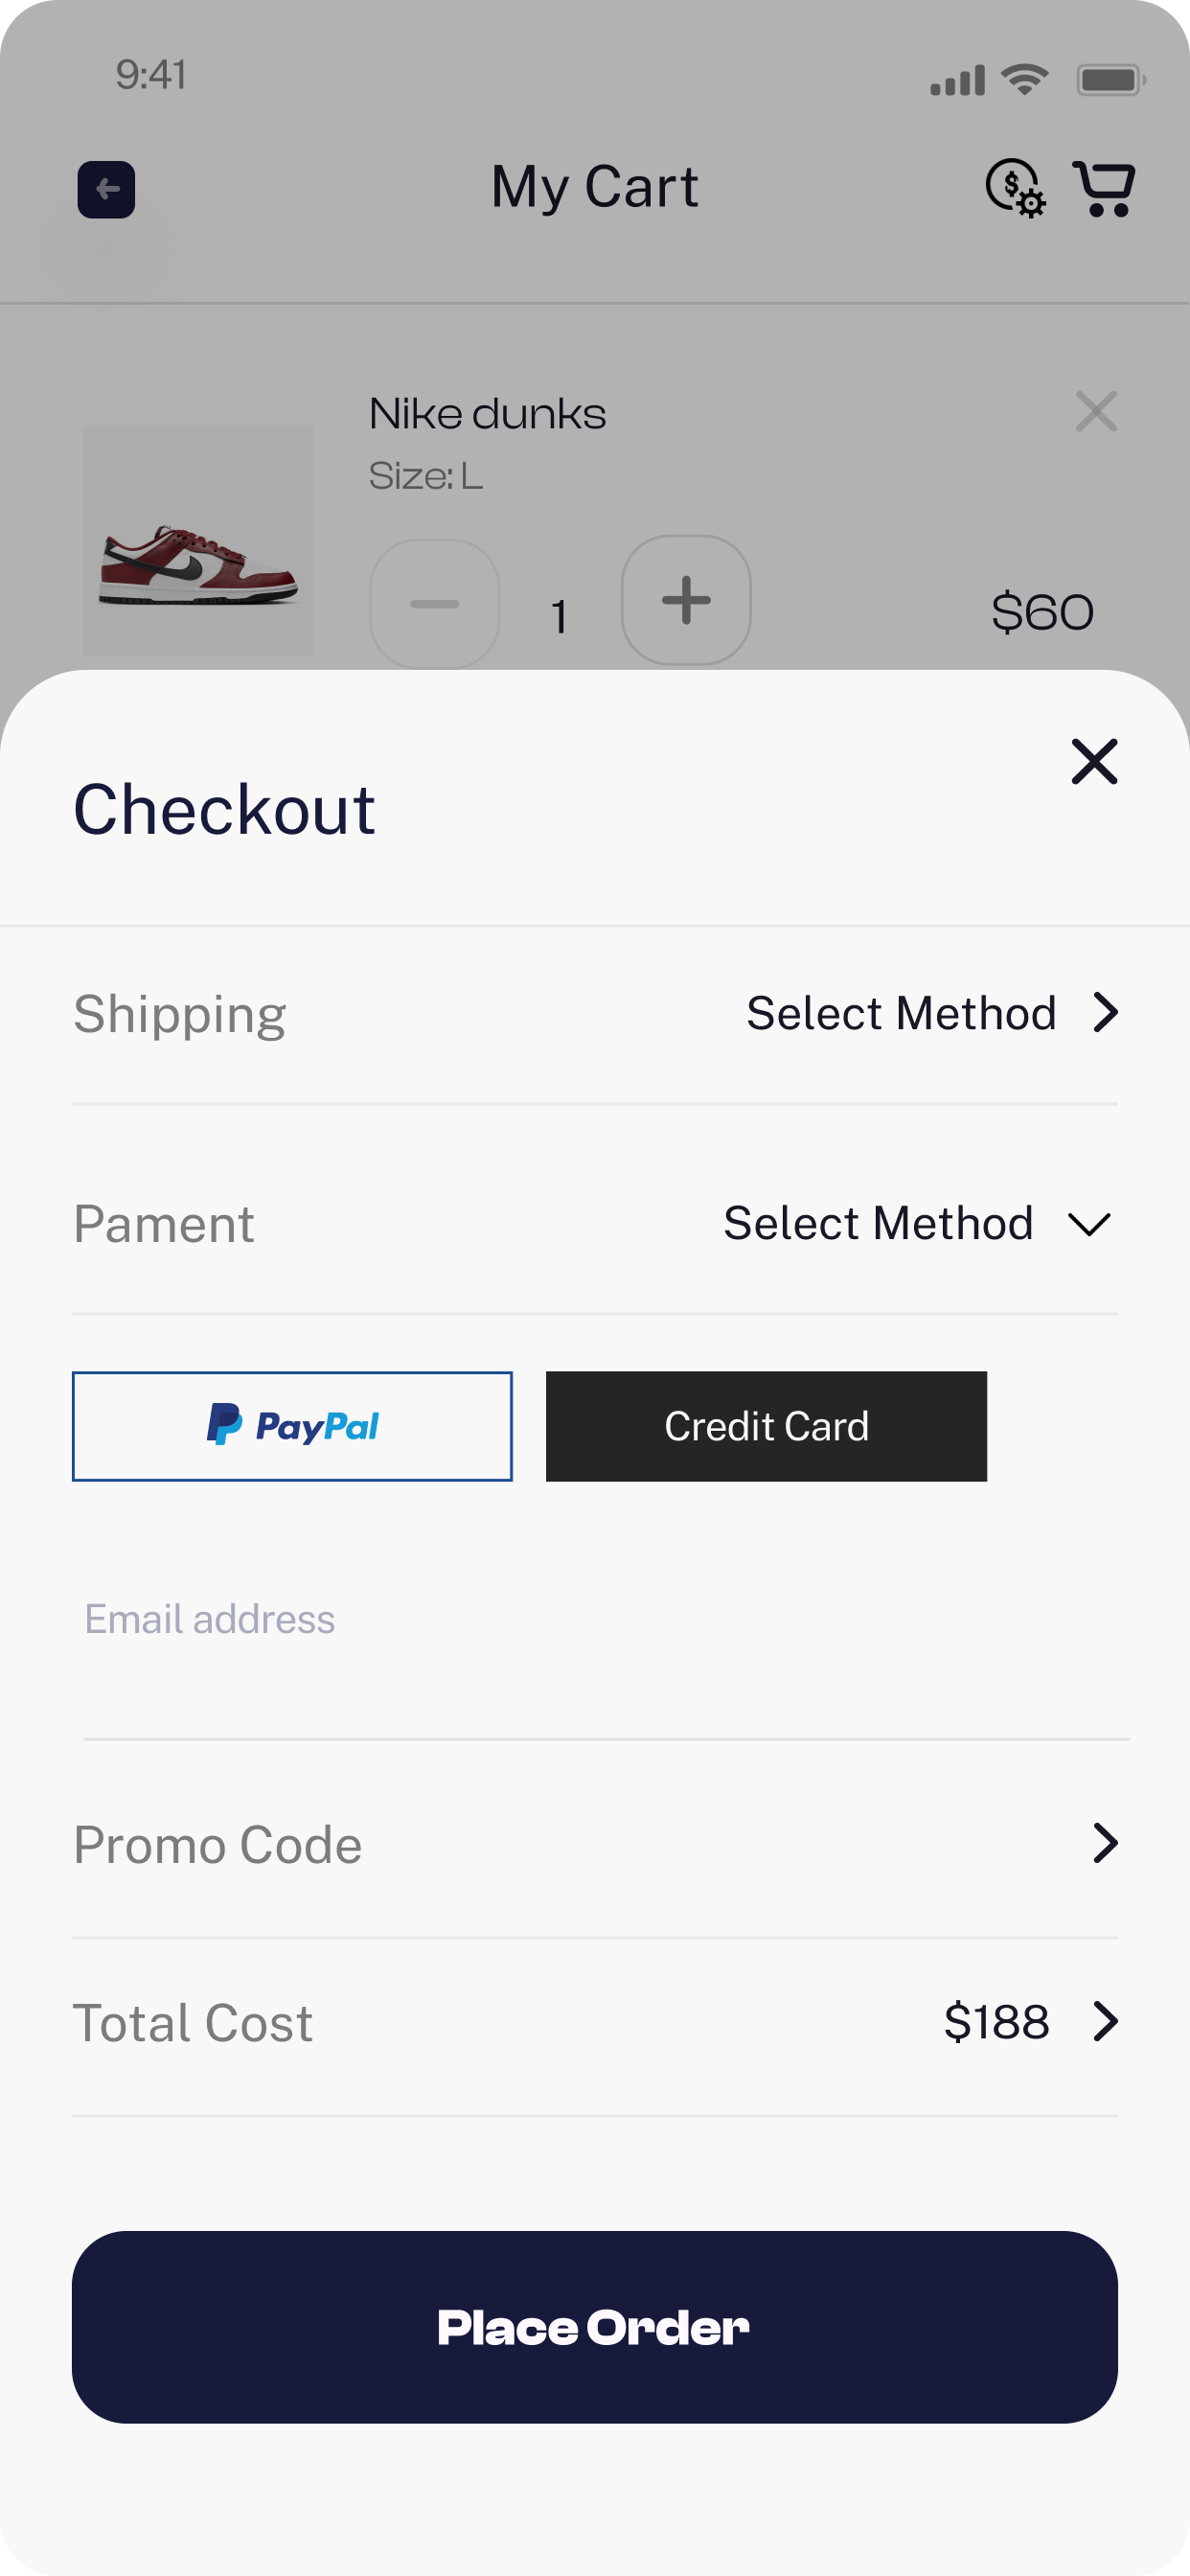 9:41
My Cart
Nike dunks
Size: L
1
$60
Checkout
Shipping
Select Method
Pament
Select Method
PayPal
Credit Card
Email address
Promo Code
Total Cost
$188
Place Order